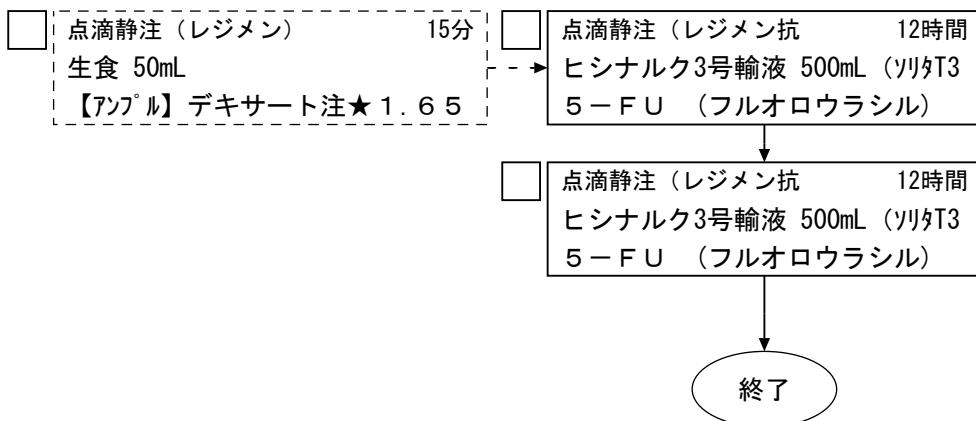 点滴静注（レジメン） 15分
生食 50mL
【ｱﾝﾌﾟﾙ】デキサート注★１.６５
点滴静注（レジメン抗 12時間
ヒシナルク3号輸液 500mL（ｿﾘﾀT3
５－ＦＵ （フルオロウラシル）
点滴静注（レジメン抗 12時間
ヒシナルク3号輸液 500mL（ｿﾘﾀT3
５－ＦＵ （フルオロウラシル）
終了